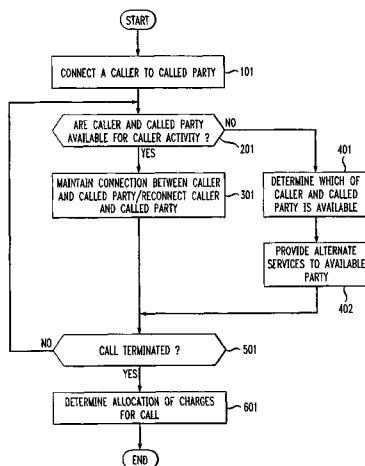 START
CONNECT A CALLER TO CALLED PARTY
101
ARE CALLER AND CALLED PARTY
AVAILABLE FOR CALLER ACTIVITY ?
NO
201
YES
MAINTAIN CONNECTION BETWEEN CALLER
AND CALLED PARTY/RECONNECT CALLER
AND CALLED PARTY
301
401
DETERMINE WHICH OF
CALLER AND CALLED
PARTY IS AVAILABLE
PROVIDE ALTERNATE
SERVICES TO AVAILABLE
PARTY
402
NO
CALL TERMINATED ?
501
YES
DETERMINE ALLOCATION OF CHARGES
FOR CALL
601
END